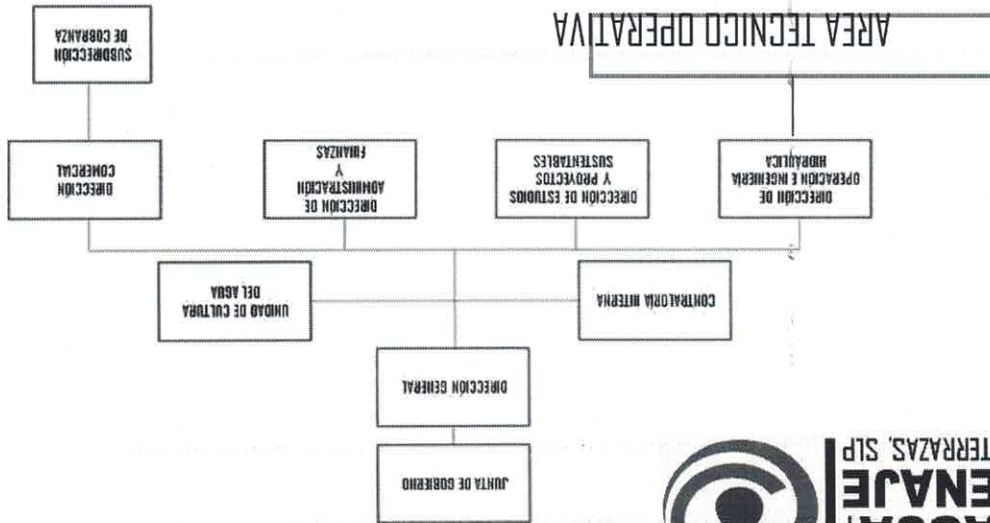 ENAJE
TERRAZAS, SLP
JUNTA DE GOBIERNO
DIRECCIÓN GENERAL
CONTRALORÍA INTERNA
UNIDAD DE CULTURA
DEL AGUA
DIRECCIÓN DE
OPERACIÓN E INGENIERÍA
HIDRÁULICA
DIRECCIÓN DE ESTUDIOS
Y PROYECTOS
SUSTENTABLES
DIRECCIÓN DE
ADMINISTRACIÓN
Y
FINANZAS
DIRECCIÓN
COMERCIAL
AREA TECNICO OPERATIVA
SUBDIRECCIÓN
DE COBRANZA